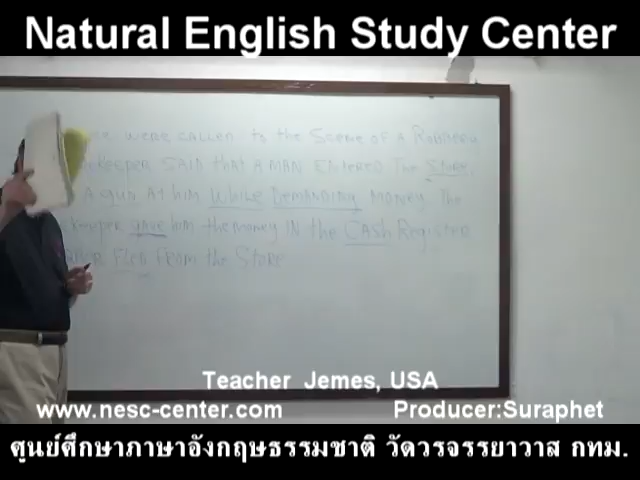 Natural English Study Center
WERE CALLED to the SCENE OF A ROBBERY
SAID THAT A MAN ENTERED THE STORE.
A GUN AT HIM WHILE DEMANDING MONEY. The
keeper gave him the money IN the CASH REGISTER
FLED FROM the STORE
Teacher Jemes, USA
www.nesc-center.com Producer:Suraphet
ศูนย์ศึกษาภาษาอังกฤษธรรมชาติ วัดวรจรรยาวาส กทม.